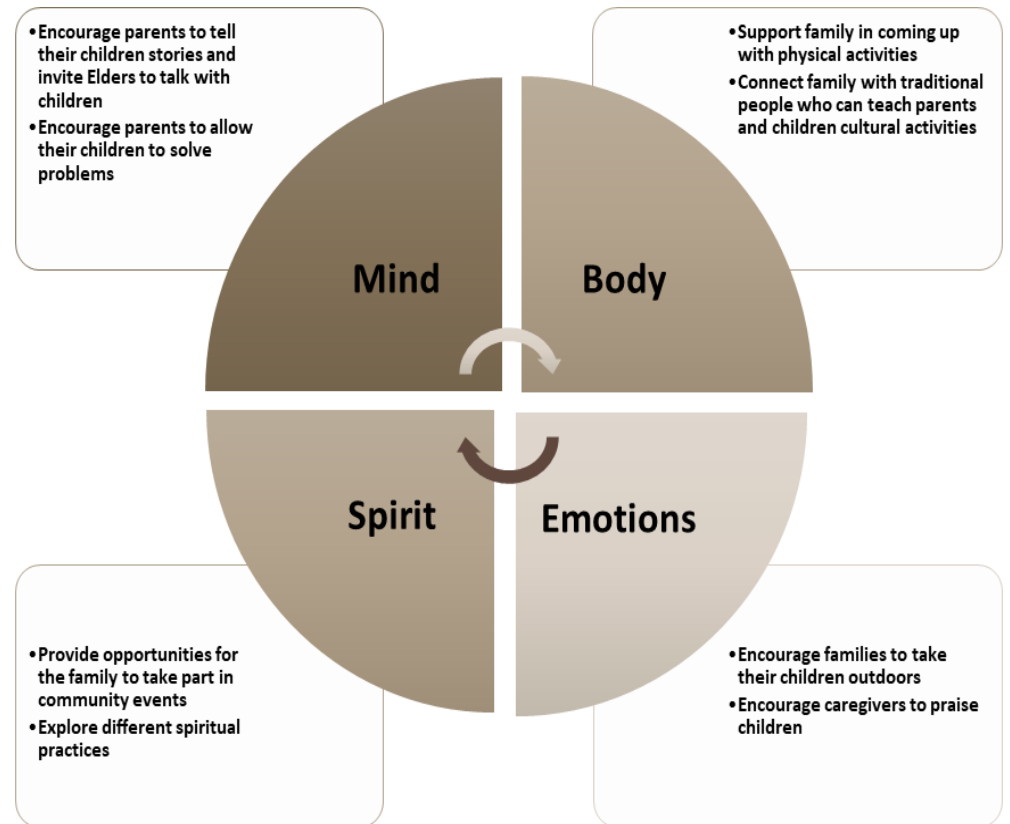 •Encourage parents to tell
their children stories and
invite Elders to talk with
children
•Encourage parents to allow
their children to solve
problems
•Support family in coming up
with physical activities
•Connect family with traditional
people who can teach parents
and children cultural activities
Mind
Body
Spirit
Emotions
•Provide opportunities for
the family to take part in
community events
•Explore different spiritual
practices
•Encourage families to take
their children outdoors
•Encourage caregivers to praise
children